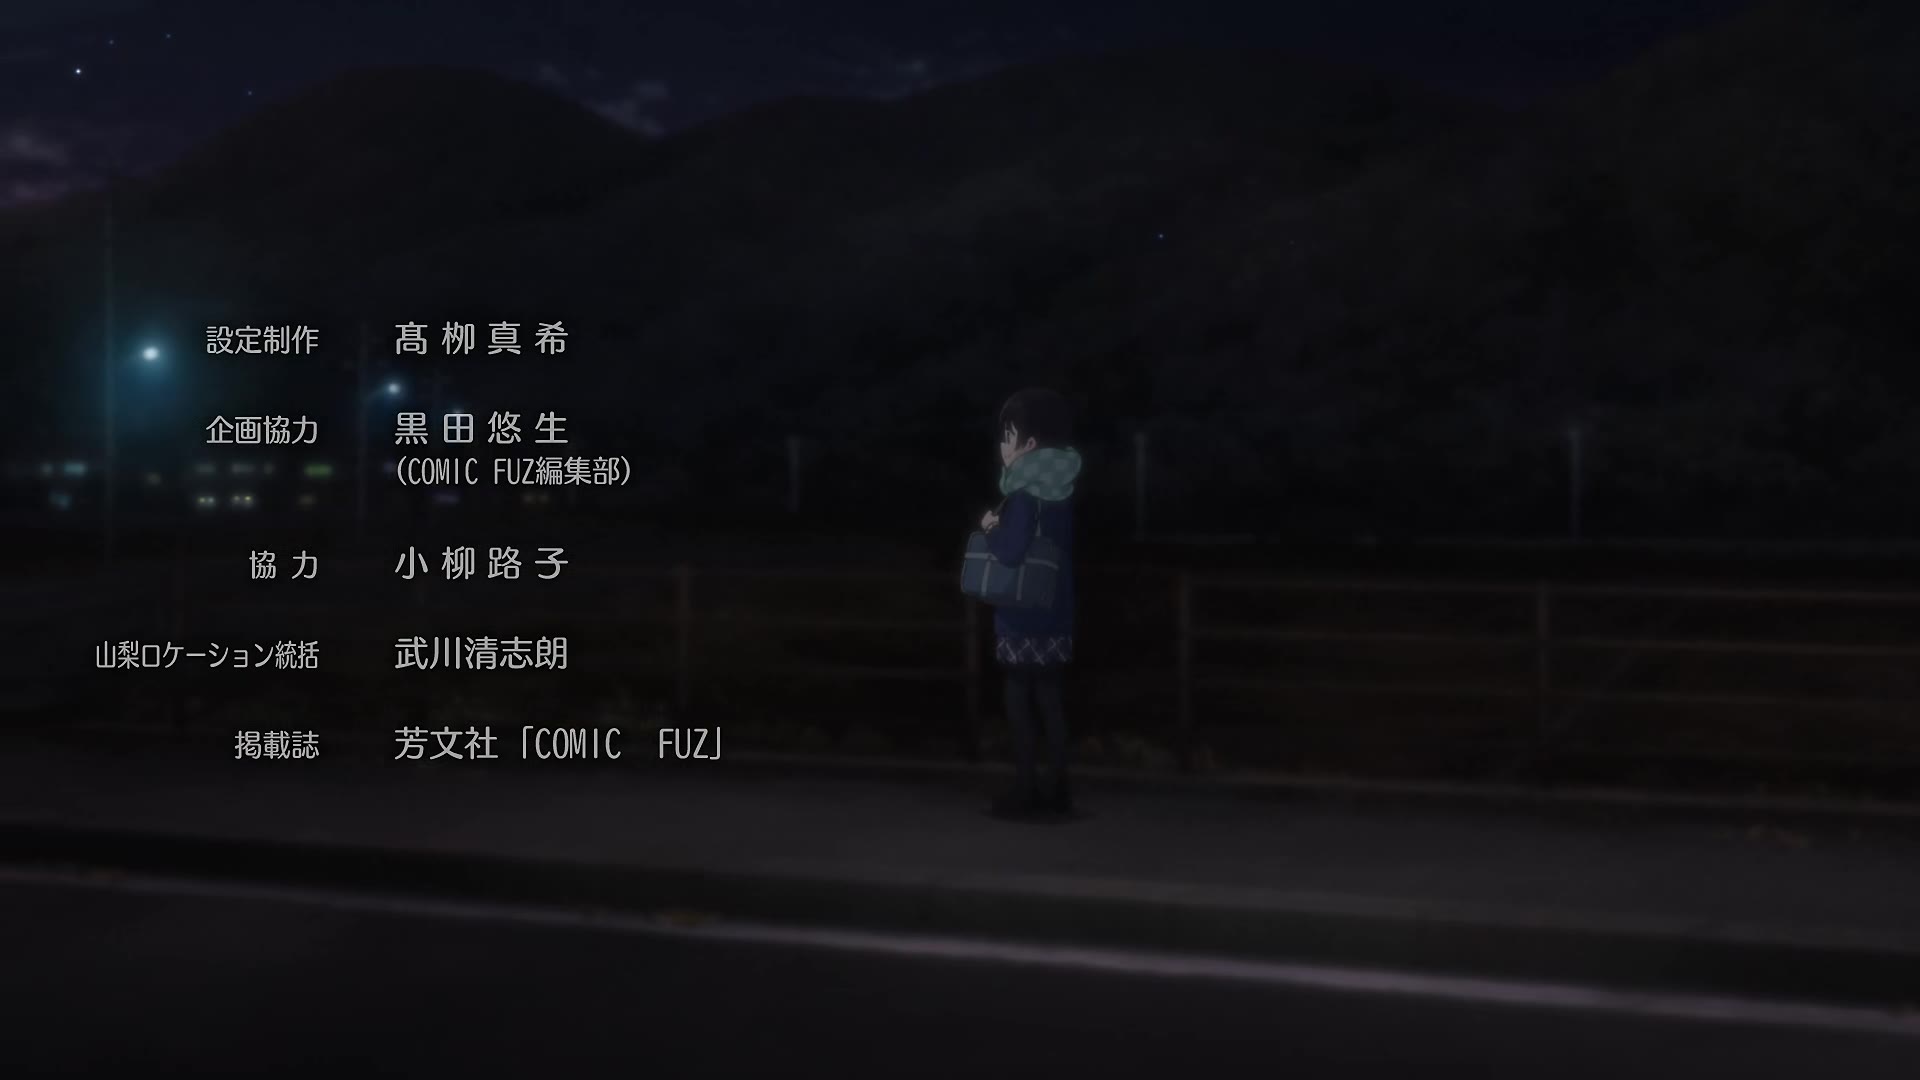 設定制作　髙栁真希
企画協力　黒田悠生
(COMIC FUZ編集部)
協力　小柳路子
山梨ロケーション統括　武川清志朗
掲載誌　芳文社「COMIC　FUZ」